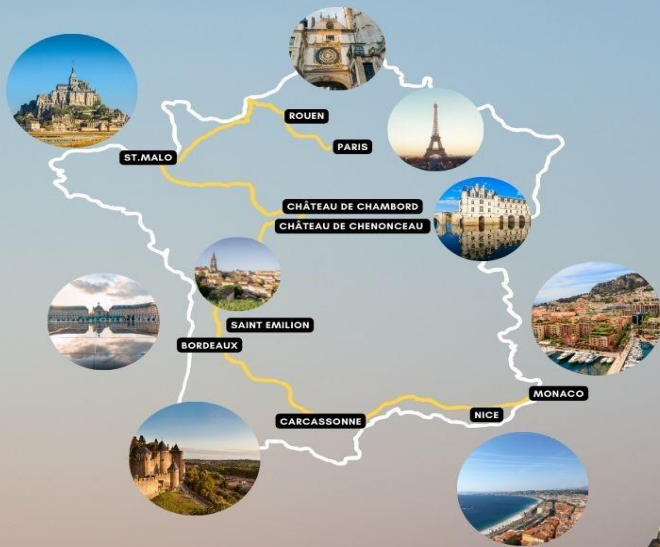 ROUEN
PARIS
ST.MALO
CHÂTEAU DE CHAMBORD
CHÂTEAU DE CHENONCEAU
SAINT EMILION
BORDEAUX
MONACO
NICE
CARCASSONNE